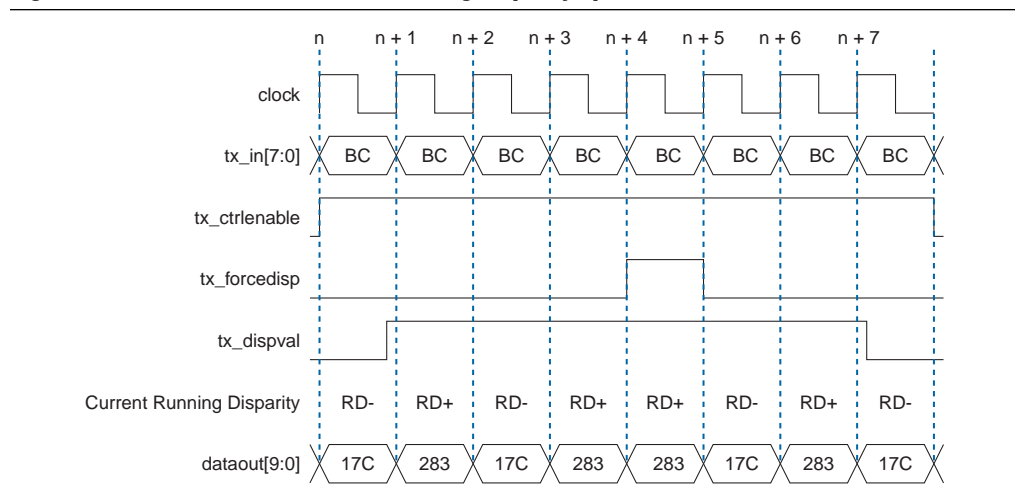 n n + 1 n + 2 n + 3 n + 4 n + 5 n + 6 n + 7
clock
tx_in[7:0] BC BC BC BC BC BC BC BC
tx_ctrlenable
tx_forcedisp
tx_dispval
Current Running Disparity RD- RD+ RD- RD+ RD+ RD- RD+ RD-
dataout[9:0] 17C 283 17C 283 283 17C 283 17C